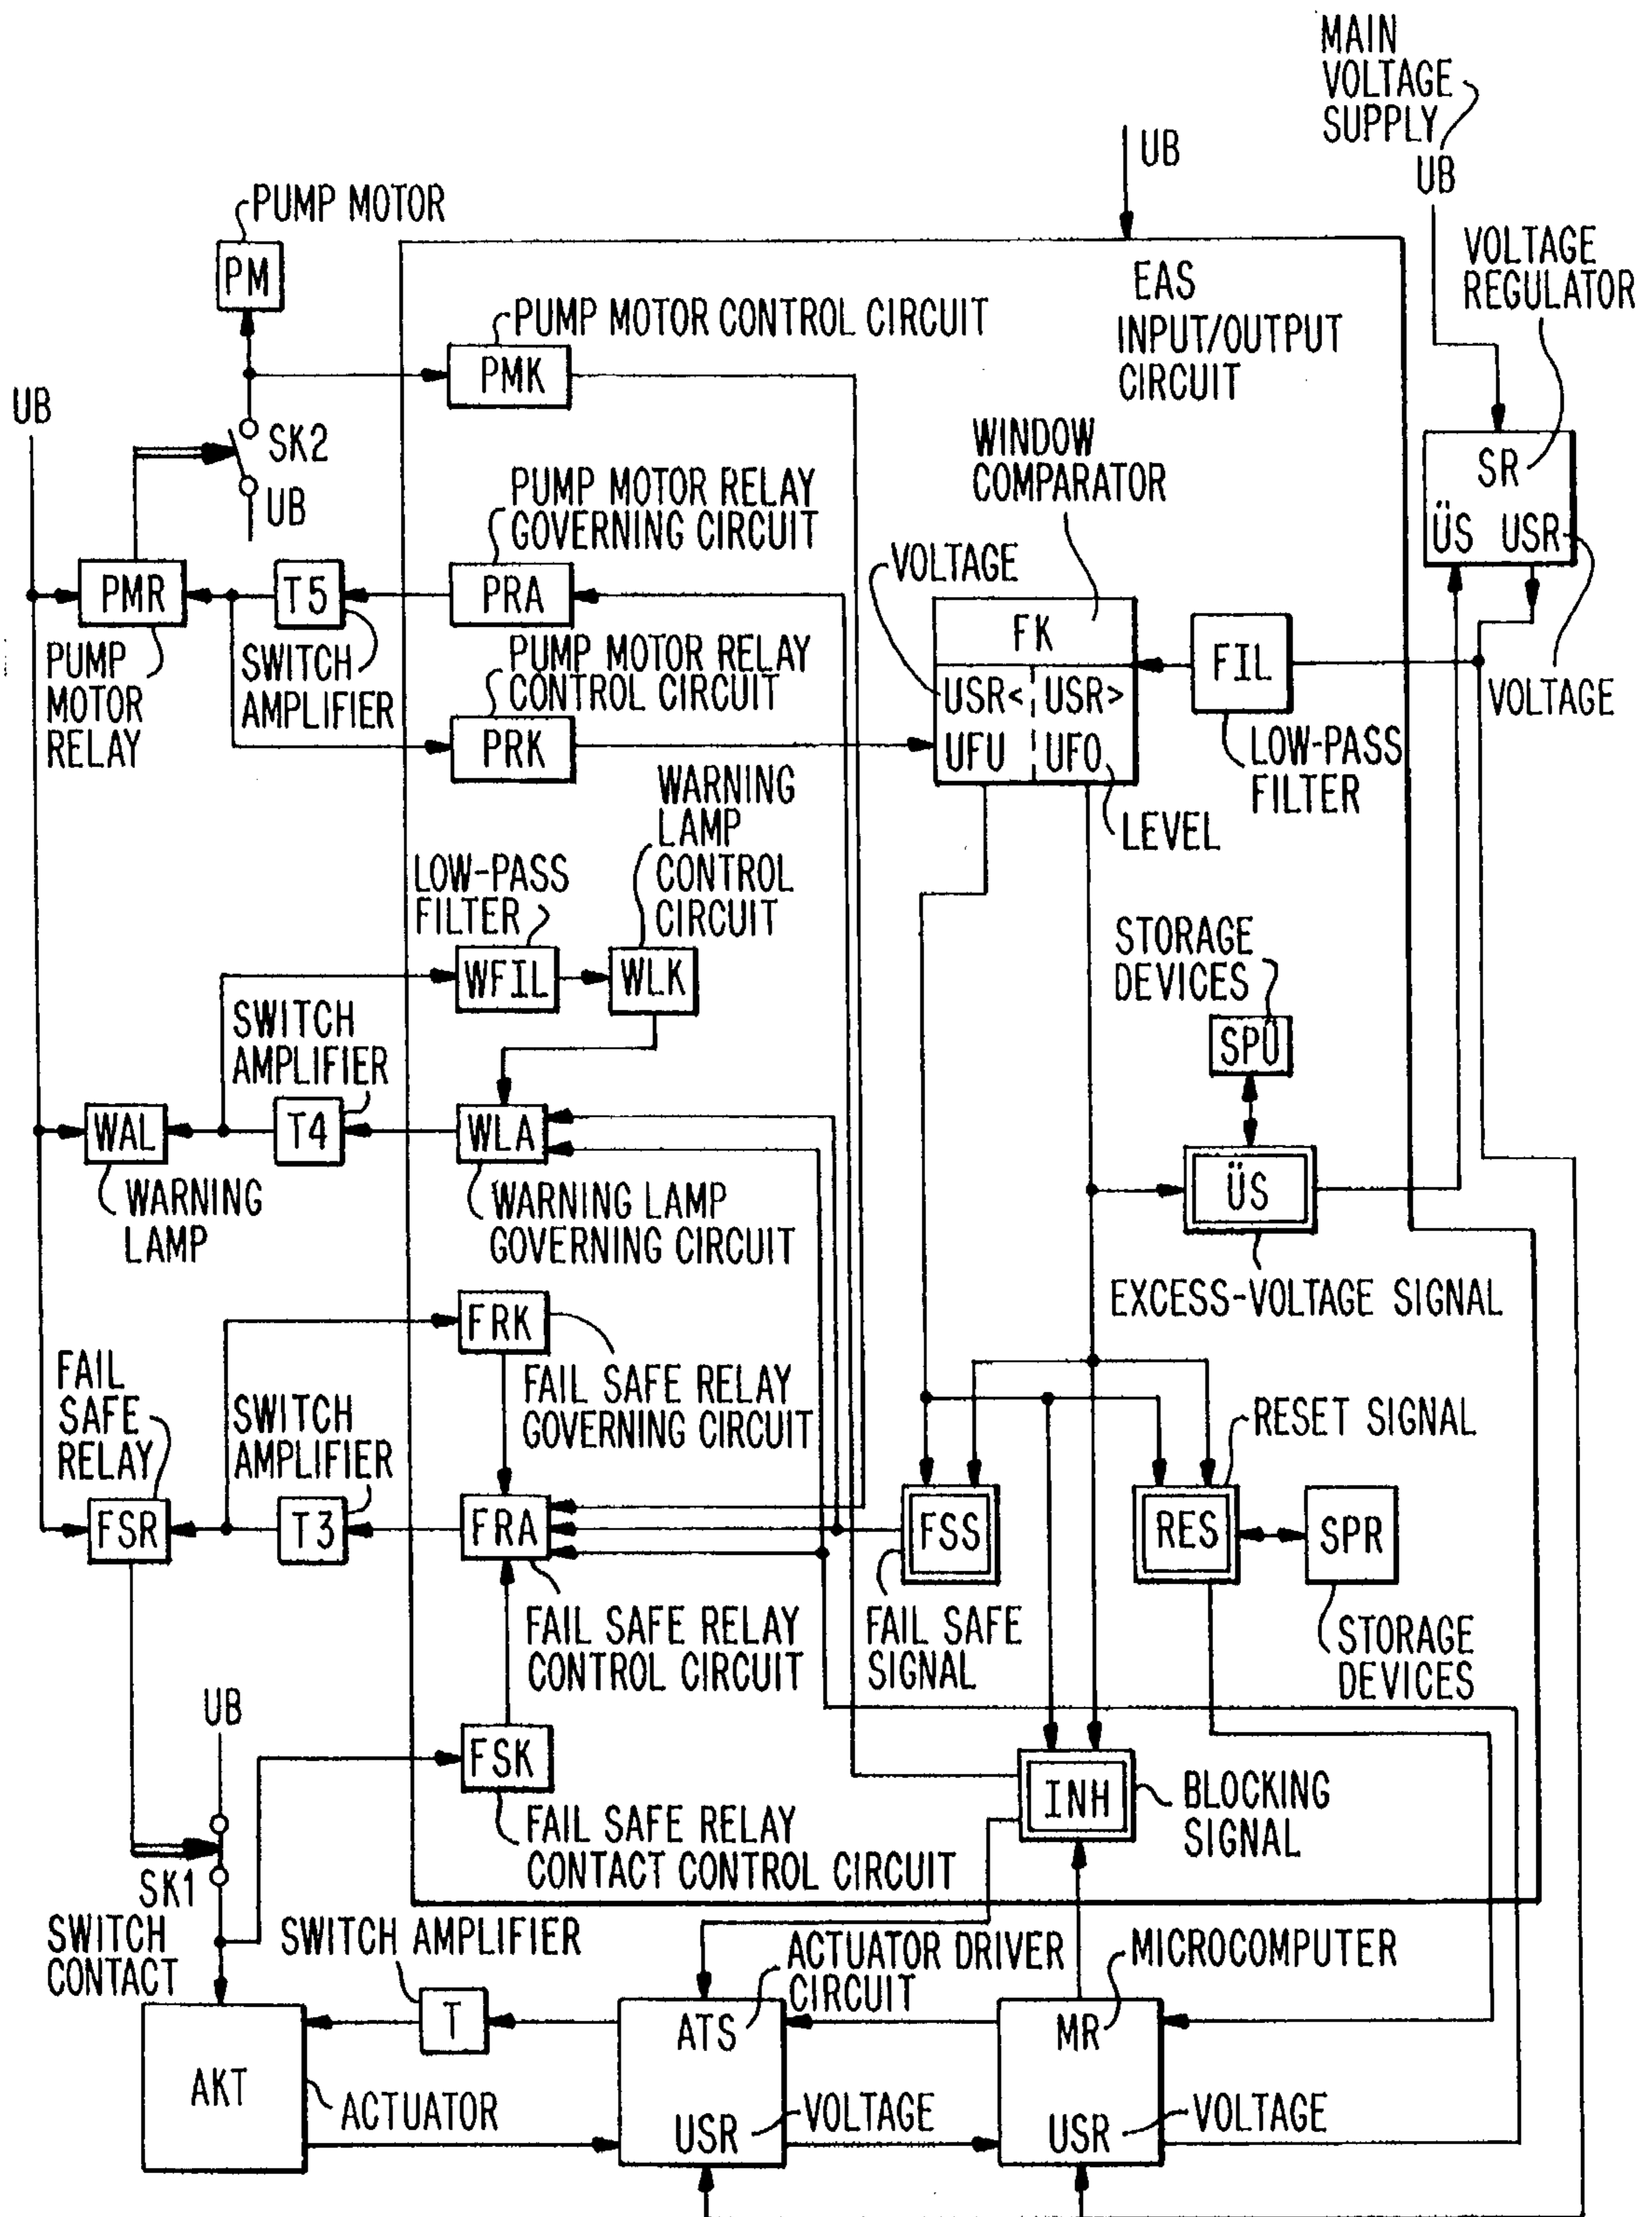 MAIN
VOLTAGE
SUPPLY
UB
UB
PUMP MOTOR
VOLTAGE
REGULATOR
PM
EAS
INPUT/OUTPUT
CIRCUIT
PUMP MOTOR CONTROL CIRCUIT
PMK
UB
SK2
UB
WINDOW
COMPARATOR
SR
ÜS USR
PUMP MOTOR RELAY
GOVERNING CIRCUIT
VOLTAGE
PMR
T5
PRA
FK
FIL
PUMP
MOTOR
RELAY
SWITCH
AMPLIFIER
PUMP MOTOR RELAY
CONTROL CIRCUIT
USR< USR>
UFU UFO
VOLTAGE
PRK
LOW-PASS
FILTER
LEVEL
WARNING
LAMP
CONTROL
CIRCUIT
LOW-PASS
FILTER
WFIL
WLK
STORAGE
DEVICES
SPÜ
SWITCH
AMPLIFIER
WAL
T4
WLA
WARNING
LAMP
WARNING LAMP
GOVERNING CIRCUIT
ÜS
EXCESS-VOLTAGE SIGNAL
FRK
FAIL SAFE RELAY
GOVERNING CIRCUIT
FAIL
SAFE
RELAY
SWITCH
AMPLIFIER
RESET SIGNAL
FSR
T3
FRA
FSS
RES
SPR
FAIL SAFE RELAY
CONTROL CIRCUIT
FAIL SAFE
SIGNAL
STORAGE
DEVICES
UB
FSK
INH
BLOCKING
SIGNAL
FAIL SAFE RELAY
CONTACT CONTROL CIRCUIT
SK1
SWITCH
CONTACT
SWITCH AMPLIFIER
ACTUATOR DRIVER
CIRCUIT
MICROCOMPUTER
T
ATS
MR
AKT
ACTUATOR
USR
VOLTAGE
USR
VOLTAGE